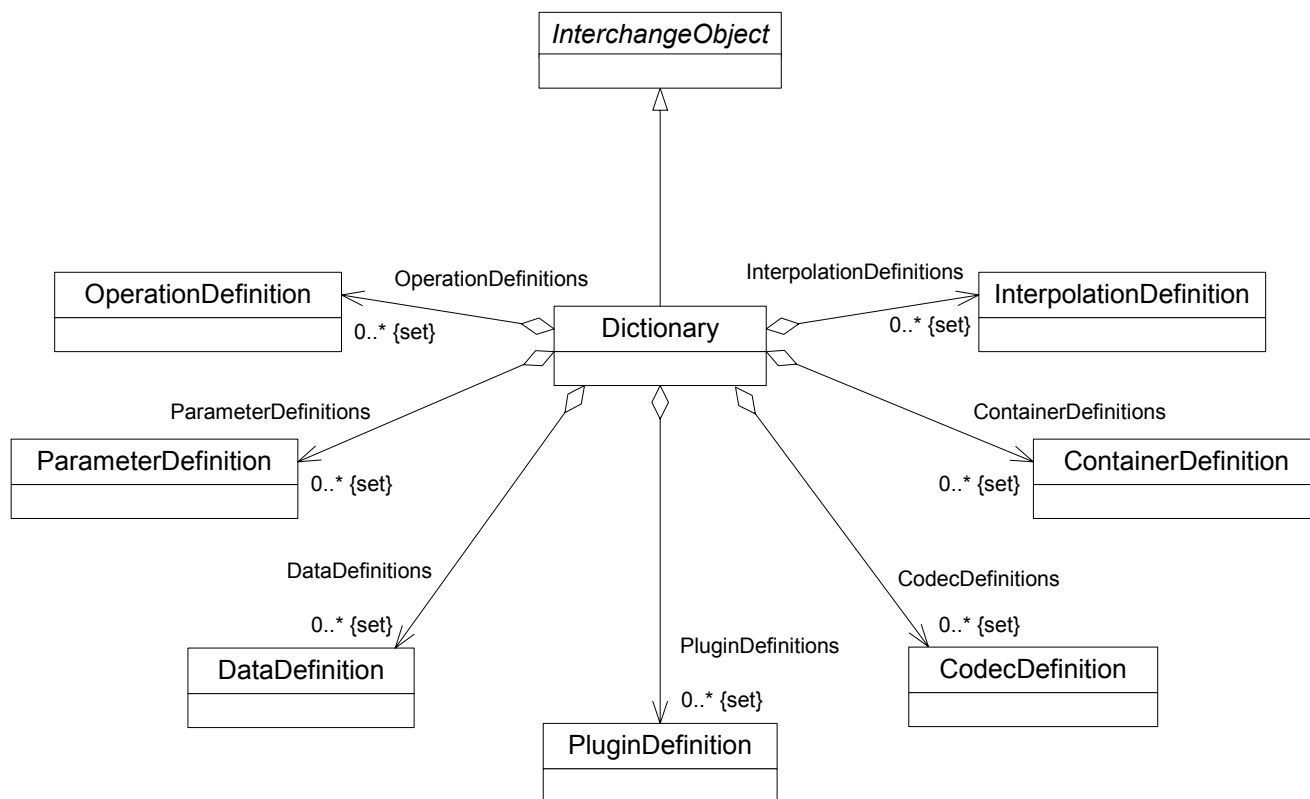 InterchangeObject
OperationDefinitions
InterpolationDefinitions
OperationDefinition
InterpolationDefinition
0..* {set}
Dictionary
0..* {set}
ParameterDefinitions
ContainerDefinitions
ParameterDefinition
ContainerDefinition
0..* {set}
0..* {set}
DataDefinitions
CodecDefinitions
0..* {set}
0..* {set}
PluginDefinitions
DataDefinition
CodecDefinition
0..* {set}
PluginDefinition